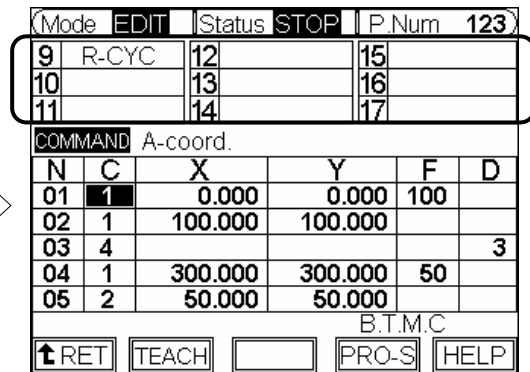 Mode EDIT Status STOP P.Num 123
9 R-CYC 12 15
10 13 16
11 14 17
COMMAND A-coord.
N C X Y F D
01 1 0.000 0.000 100
02 1 100.000 100.000
03 4 3
04 1 300.000 300.000 50
05 2 50.000 50.000
B.T.M.C
RET TEACH PRO-S HELP